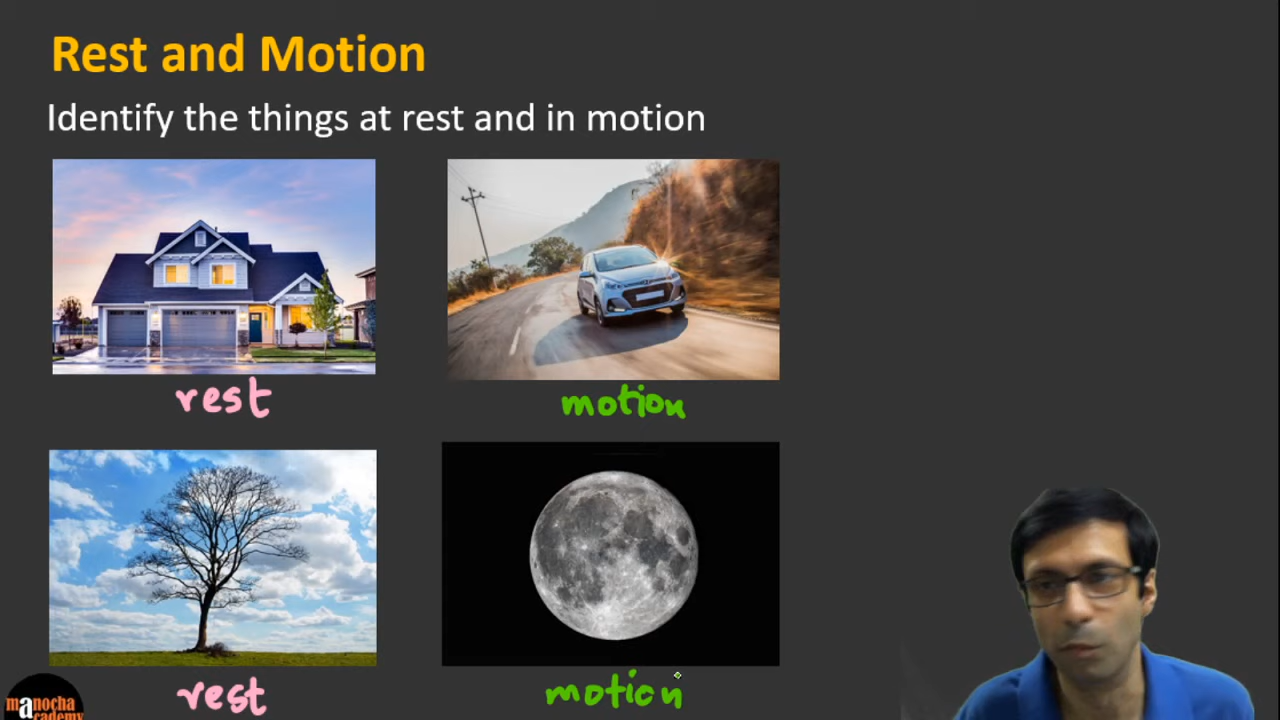 Rest and Motion
Identify the things at rest and in motion
rest
motion
rest
motion
manocha
academy